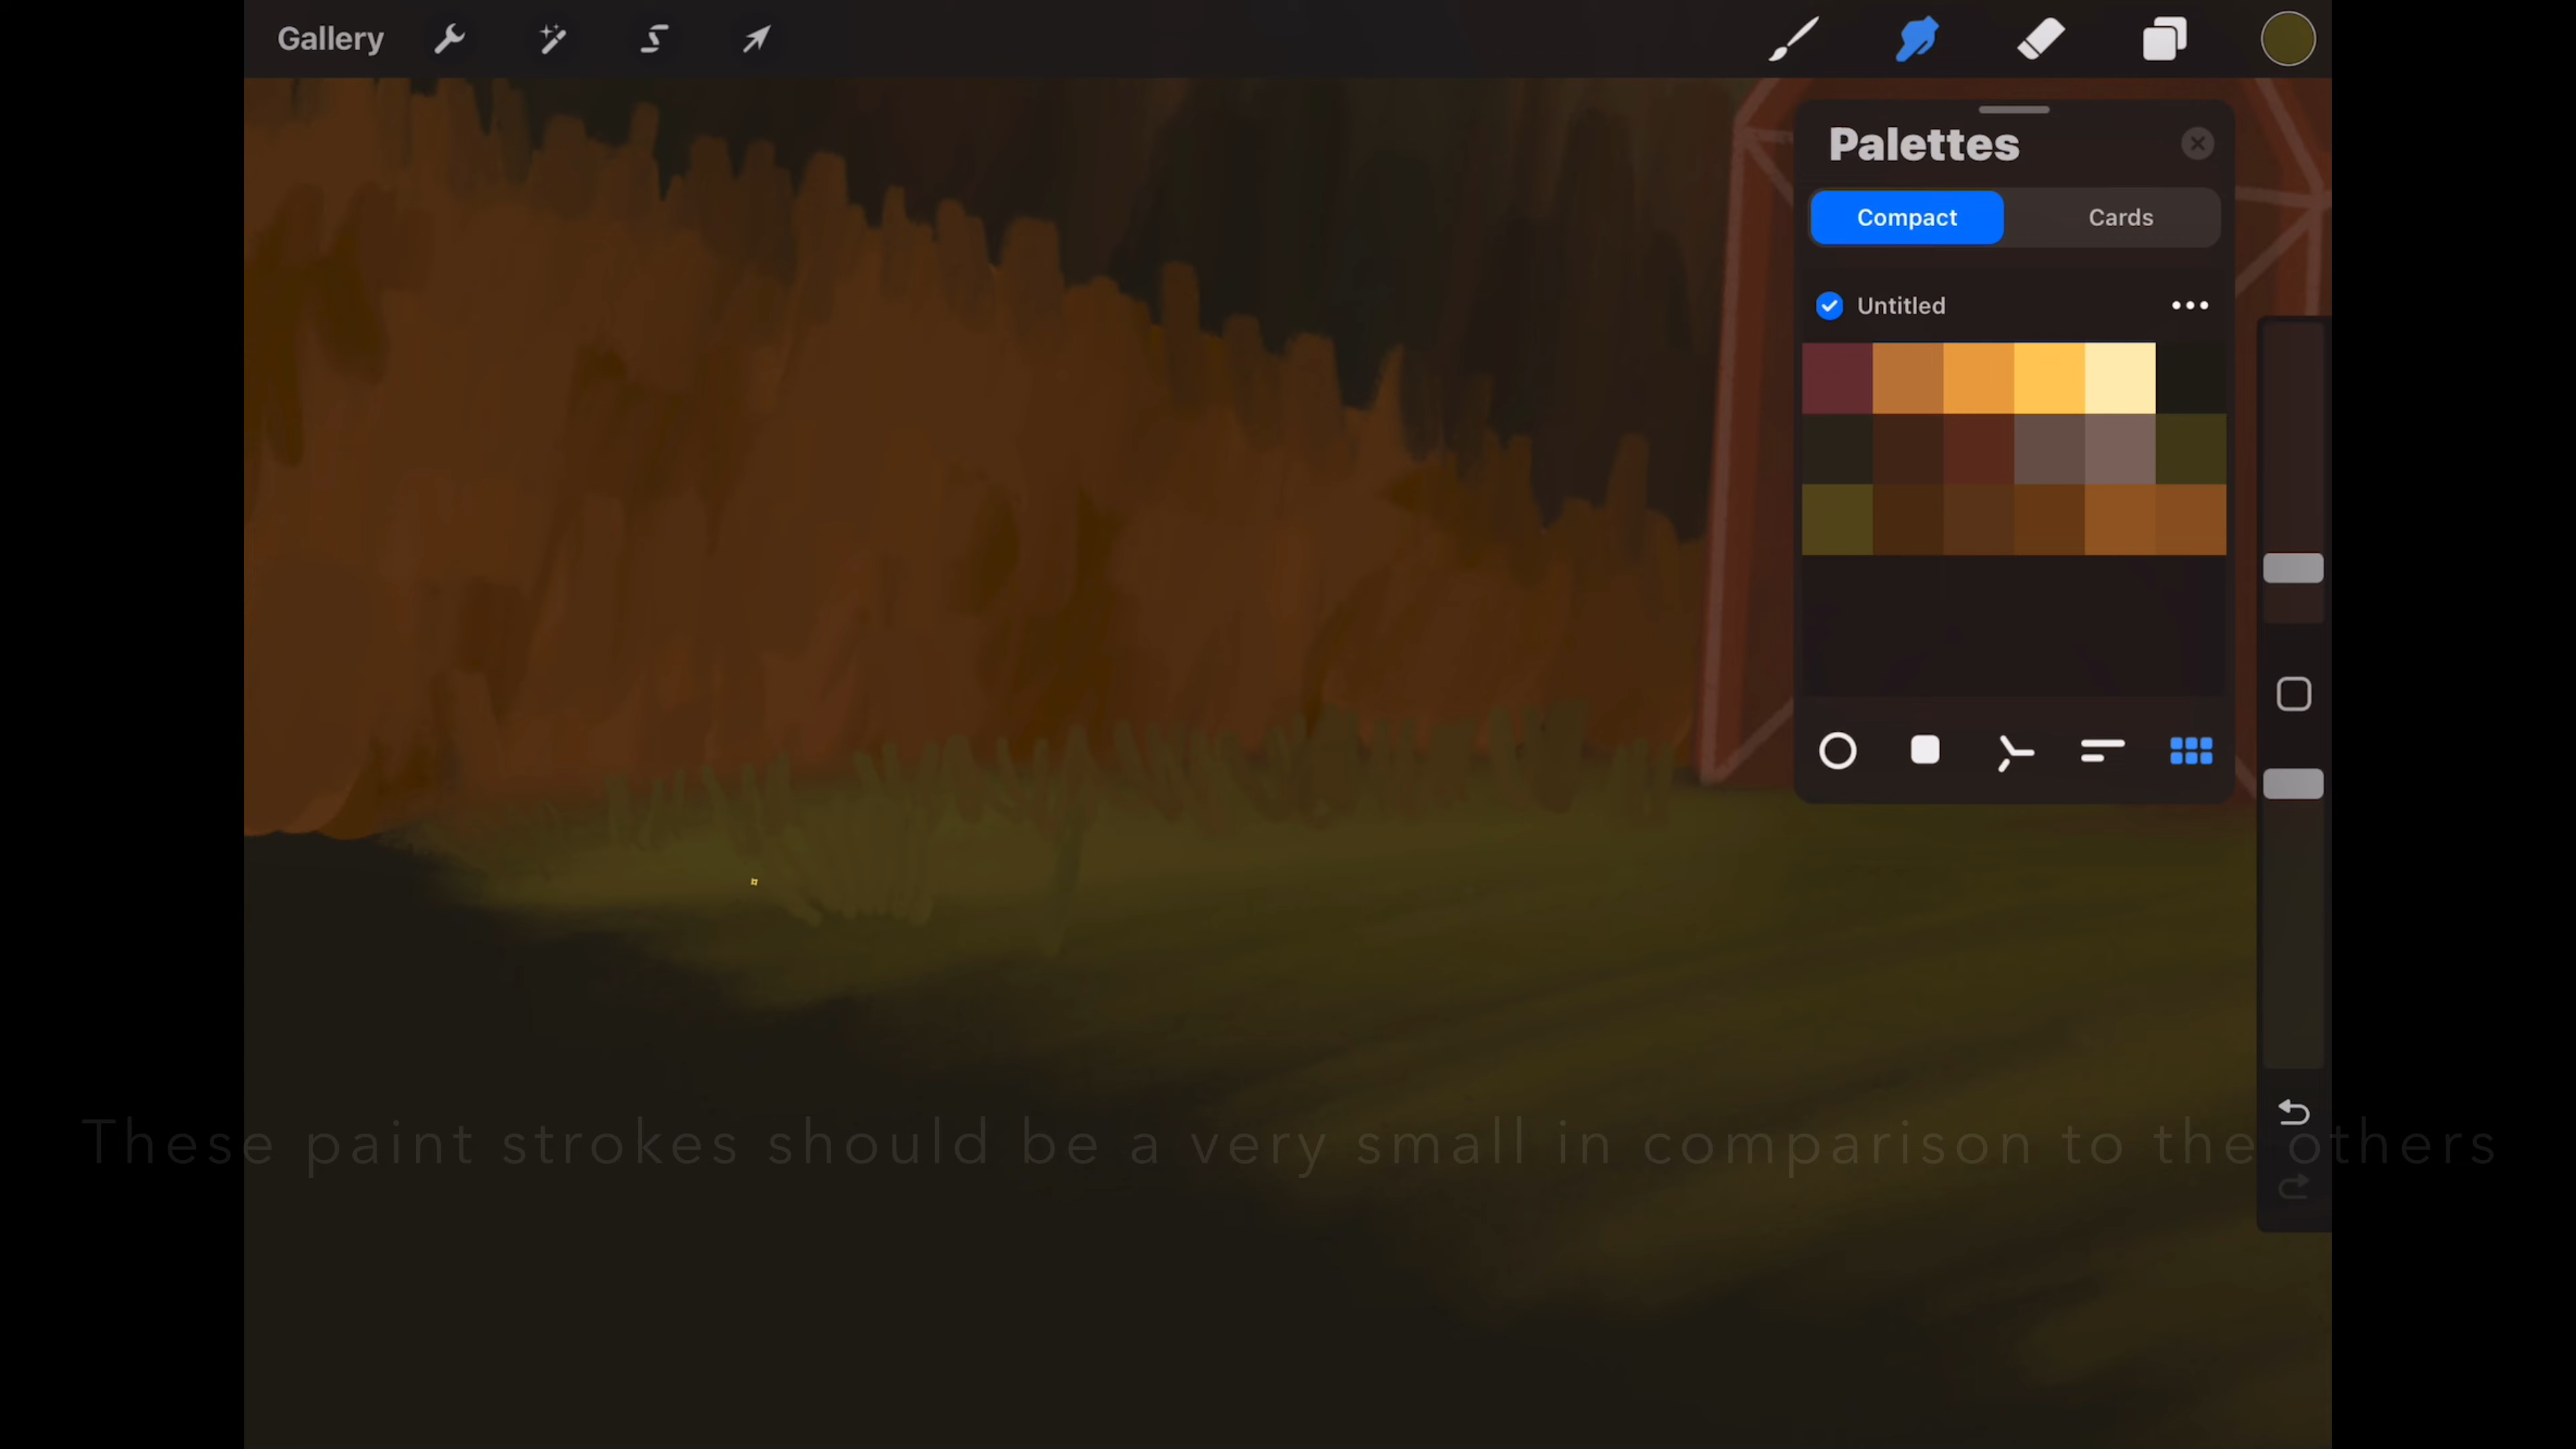 Gallery
Palettes
Compact
Cards
Untitled
These paint strokes should be a very small in comparison to the others